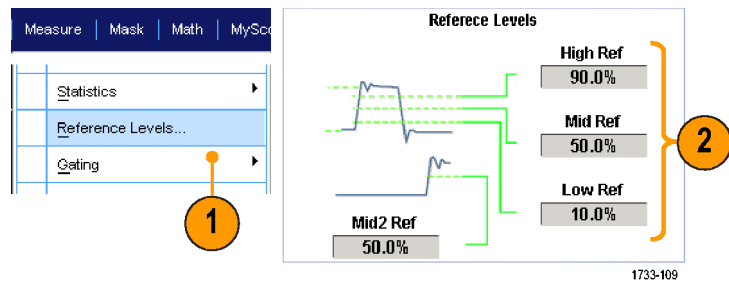 Measure | Mask | Math | MySco
Statistics
Reference Levels...
Gating
1
Referece Levels
High Ref
90.0%
Mid Ref
50.0%
Low Ref
10.0%
Mid2 Ref
50.0%
2
1733-109